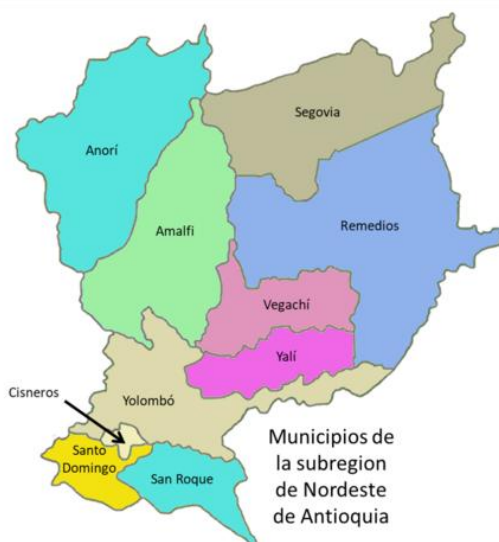 Segovia
Anorí
Remedios
Amalfi
Vegachí
Yalí
Cisneros
Yolombó
Santo
Domingo
San Roque
Municipios de
la subregion
de Nordeste
de Antioquia